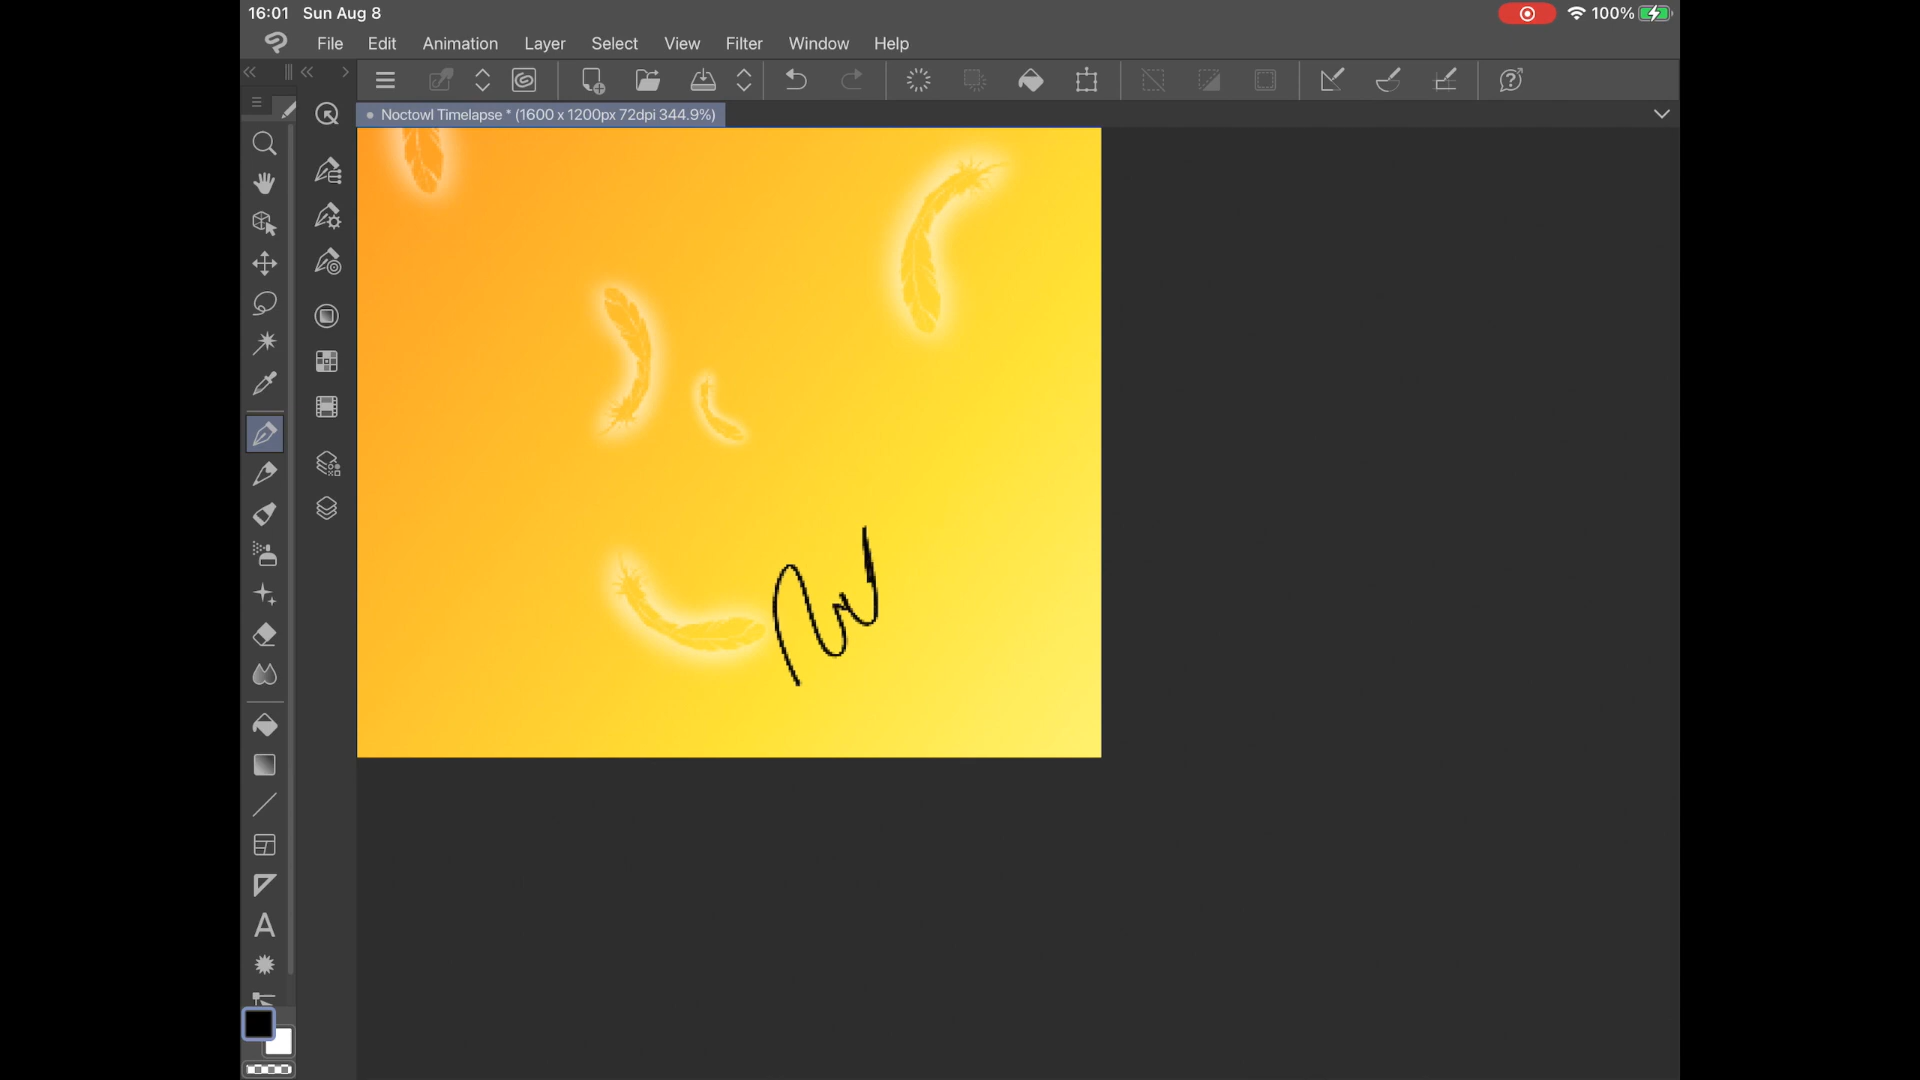 16:01 Sun Aug 8 100%
File Edit Animation Layer Select View Filter Window Help
Noctowl Timelapse * (1600 x 1200px 72dpi 344.9%)